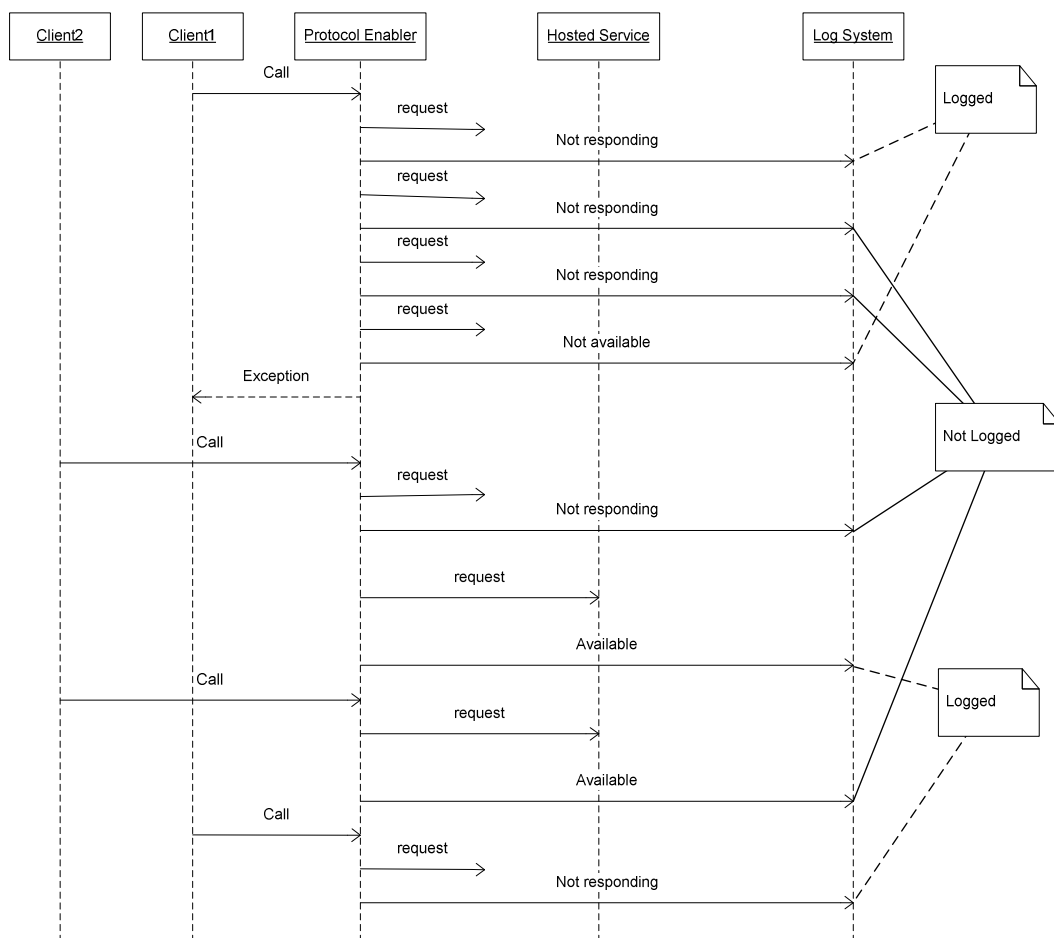 Client2
Client1
Protocol Enabler
Hosted Service
Log System
Call
Logged
request
Not responding
request
Not responding
request
Not responding
request
Not available
Exception
Not Logged
Call
request
Not responding
request
Available
Call
Logged
request
Available
Call
request
Not responding